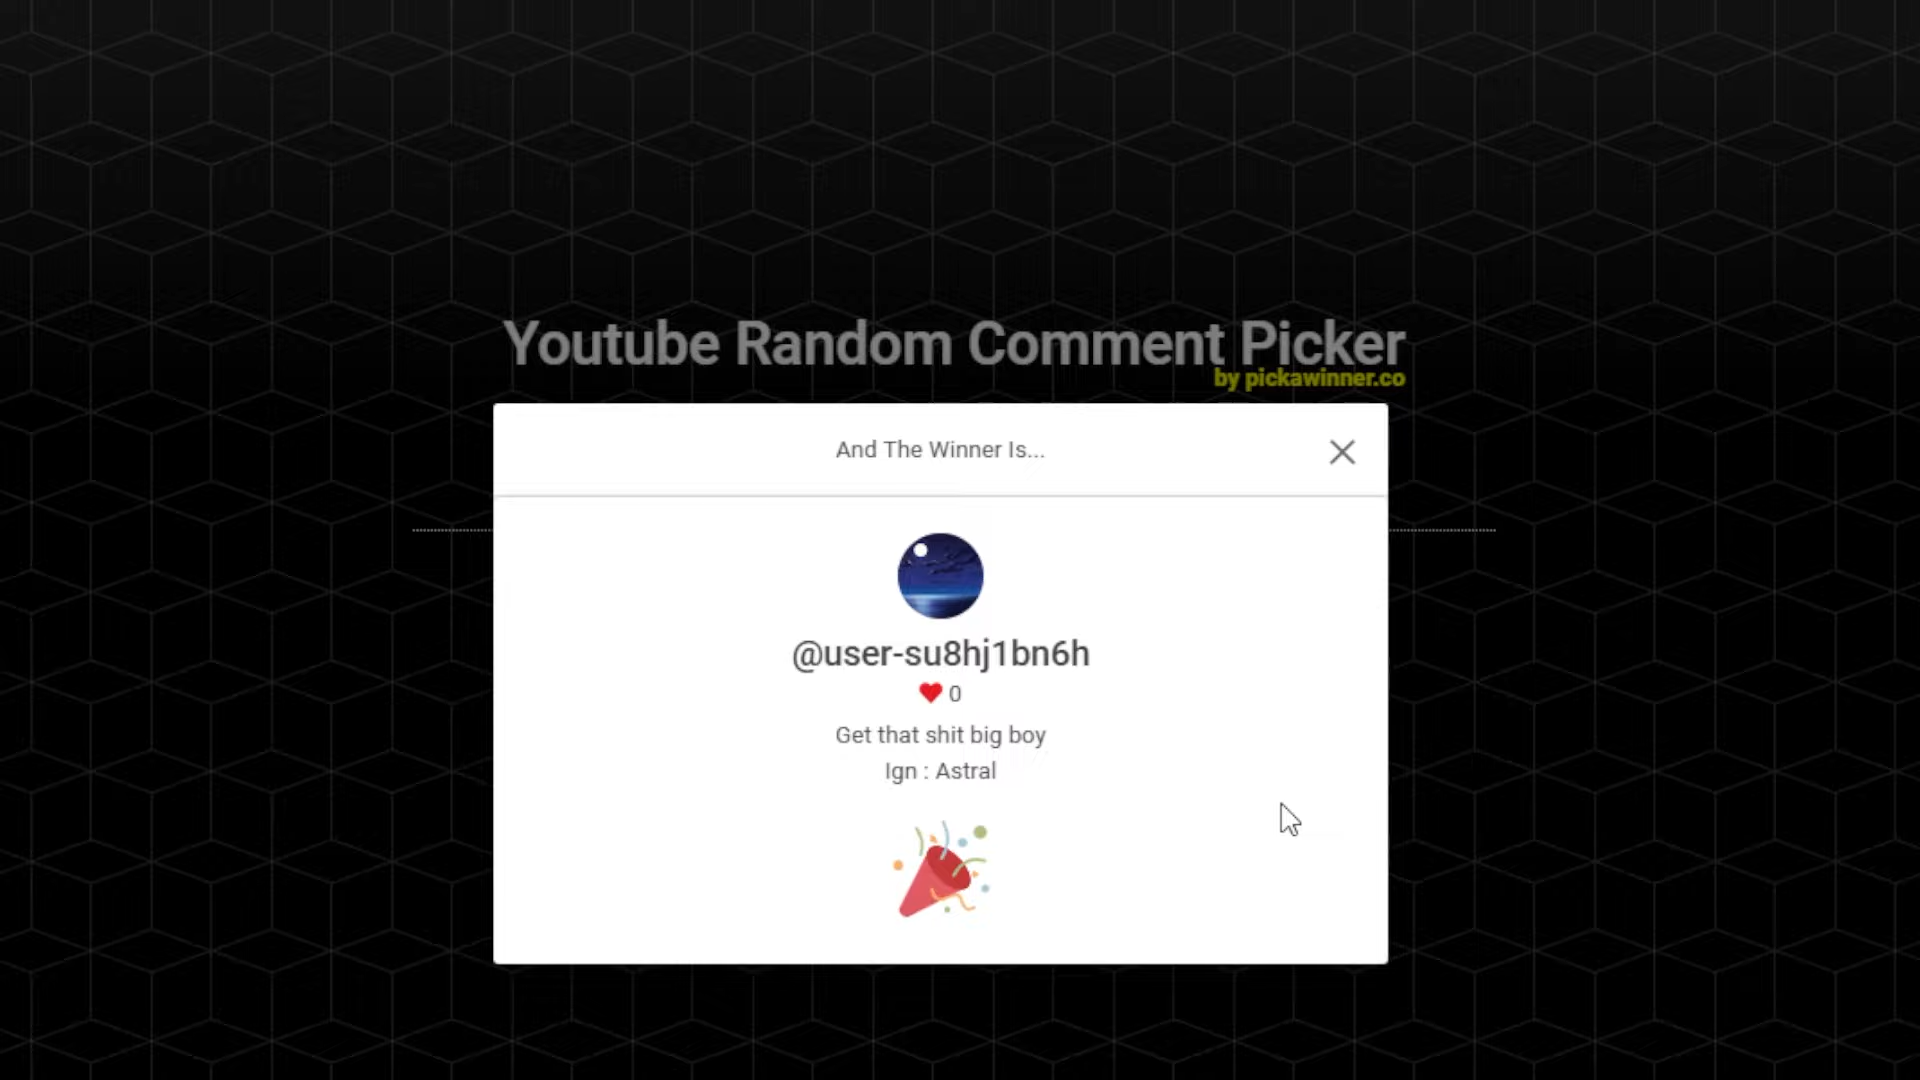 Youtube Random Comment Picker
by pickawinner.co
And The Winner Is...
@user-su8hj1bn6h
0
Get that shit big boy
Ign : Astral